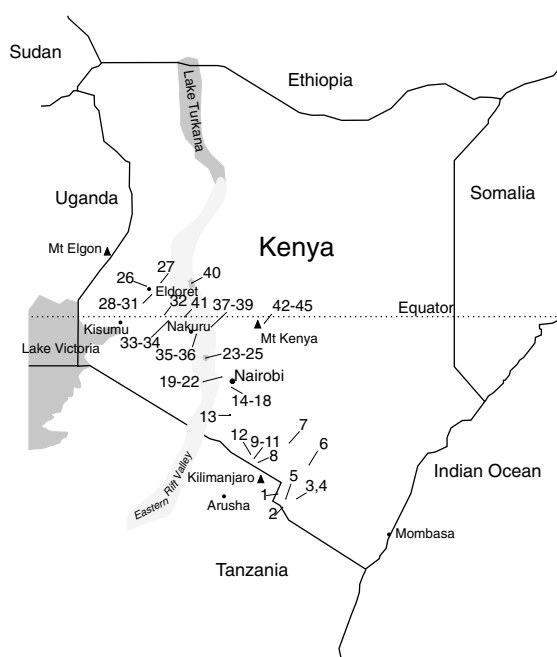 Sudan
Ethiopia
Lake Turkana
Uganda
Somalia
Mt Elgon
Kenya
27
26
Eldoret
40
28-31
32
41
37-39
42-45
Equator
Kisumu
Nakuru
Mt Kenya
Lake Victoria
33-34
35-36
23-25
19-22
Nairobi
14-18
13
7
12
9-11
6
8
Kilimanjaro
5
Eastern Rift Valley
1
3,4
Arusha
2
Indian Ocean
Mombasa
Tanzania